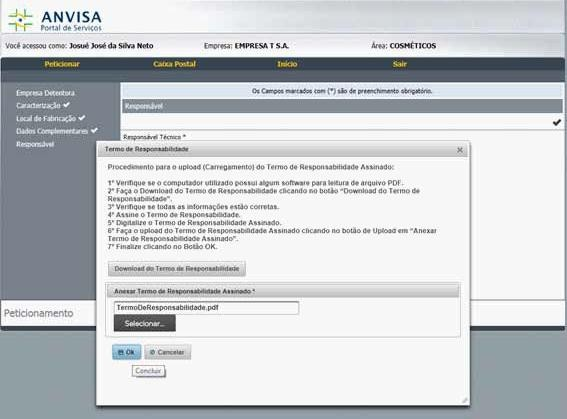 ANVISA
Portal de Serviços
Você acessou como: Josué José da Silva Neto Empresa: EMPRESA T S.A. Área: COSMÉTICOS
Peticionar Caixa Postal Início Sair
Empresa Detentora
Caracterização
Local de Fabricação
Dados Complementares
Responsável
Os Campos marcados com (*) são de preenchimento obrigatório.
Responsável
Responsável Técnico *
Termo de Responsabilidade
Procedimento para o upload (Carregamento) do Termo de Responsabilidade Assinado:
1º Verifique se o computador utilizado possui algum software para leitura de arquivo PDF.
2º Faça o Download do Termo de Responsabilidade clicando no botão "Download do Termo de
Responsabilidade".
3º Verifique se todas as informações estão corretas.
4º Assine o Termo de Responsabilidade.
5º Digitalize o Termo de Responsabilidade Assinado.
6º Faça o upload do Termo de Responsabilidade Assinado clicando no botão de Upload em "Anexar
Termo de Responsabilidade Assinado".
7º Finalize clicando no Botão OK.
Download do Termo de Responsabilidade
Anexar Termo de Responsabilidade Assinado *
TermoDeResponsabilidade.pdf
Selecionar...
Ok Cancelar
Concluir
Peticionamento